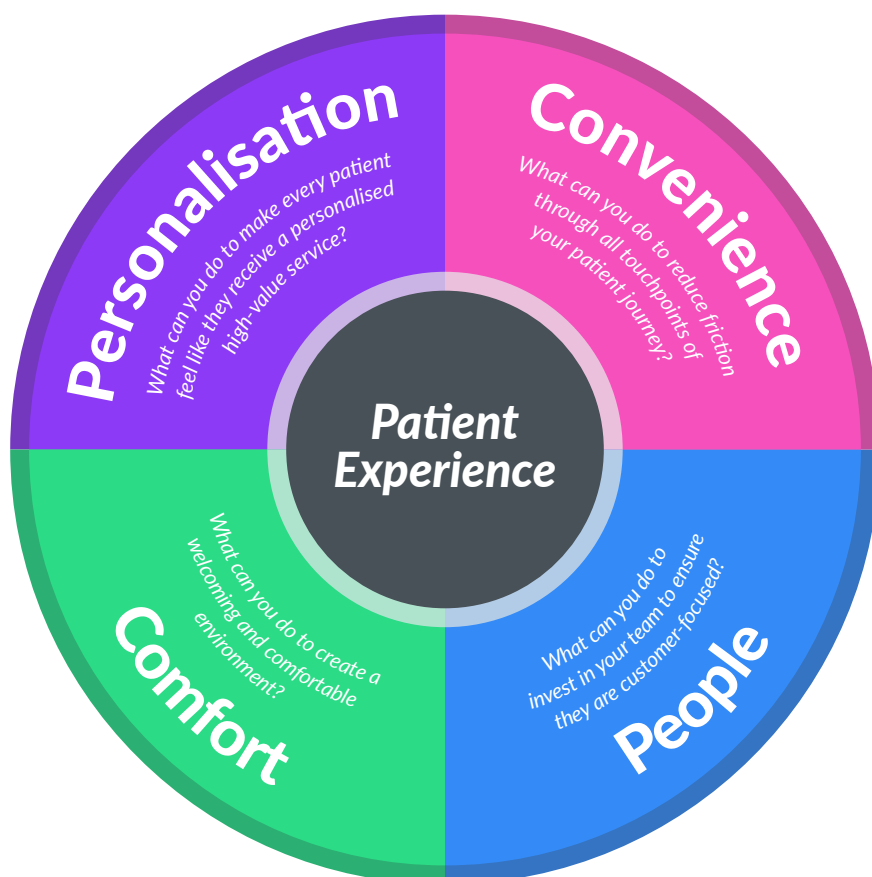 Personalisation
What can you do to make every patient
feel like they receive a personalised
high-value service?
Convenience
What can you do to reduce friction
through all touchpoints of
your patient journey?
Patient
Experience
What can you do to create a
welcoming and comfortable
environment?
Comfort
What can you do to
invest in your team to ensure
they are customer-focused?
People